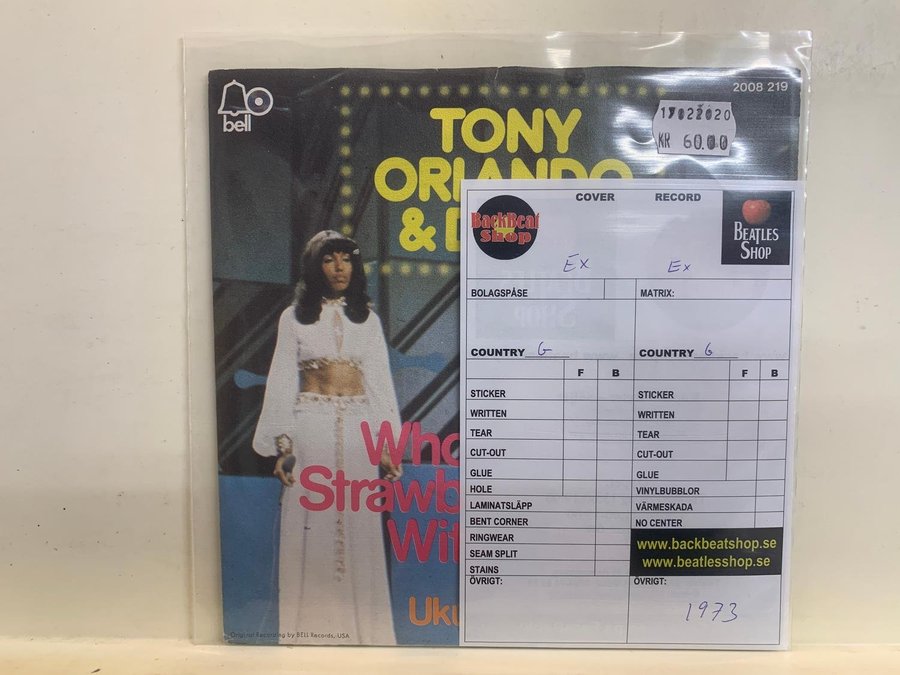 bell
2008 219
TONY
17022020
KR 60.00
ORLANDO
& D
COVER
RECORD
BackBeat
Shop
BEATLES
SHOP
Ex
Ex
BOLAGSPÅSE
MATRIX:
COUNTRY G
COUNTRY G
F B
F B
STICKER
STICKER
WRITTEN
WRITTEN
TEAR
TEAR
CUT-OUT
CUT-OUT
GLUE
GLUE
HOLE
VINYLBUBBLOR
LAMINATSLÄPP
VÄRMESKADA
BENT CORNER
NO CENTER
RINGWEAR
SEAM SPLIT
STAINS
www.backbeatshop.se
www.beatlesshop.se
ÖVRIGT:
ÖVRIGT:
1973
Who
Strawb
Wit
Uku
Original Recording by BELL Records, USA